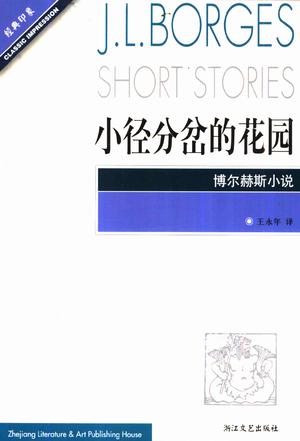 经典印象
CLASSIC IMPRESSION
J.L.BORGES
SHORT STORIES
小径分岔的花园
博尔赫斯小说
王永年 译
Zhejiang Literature & Art Publishing House
浙江文艺出版社